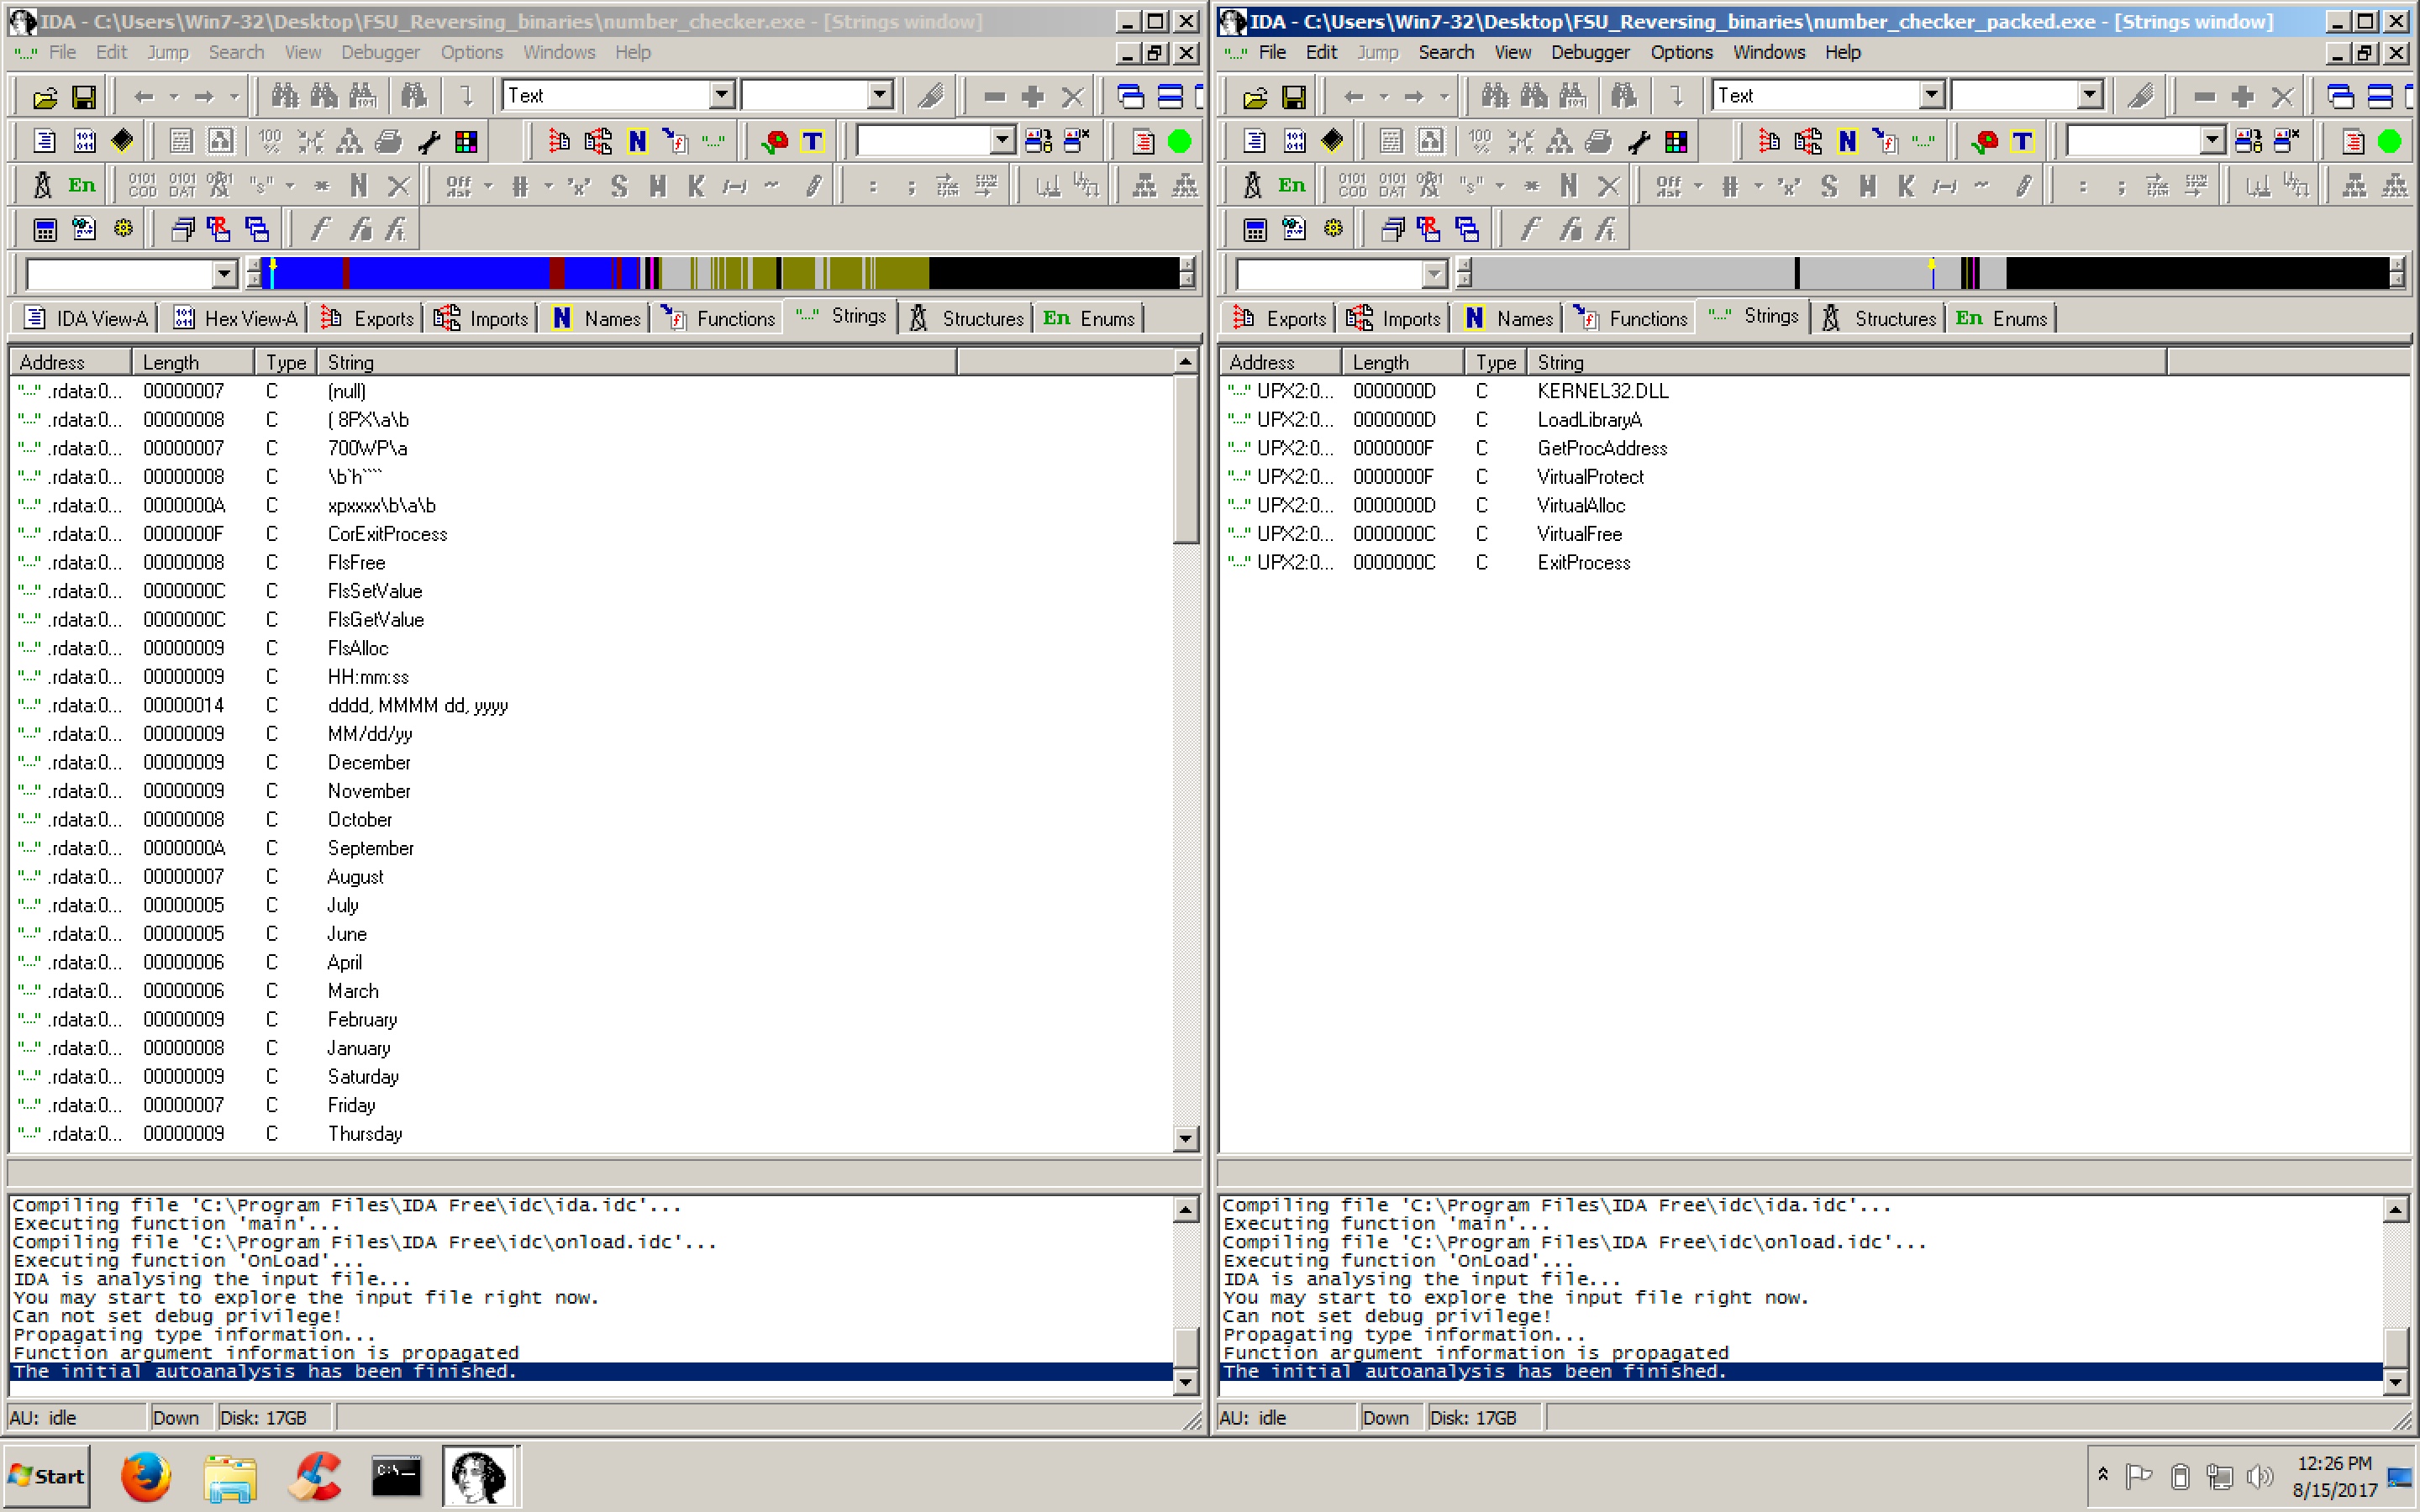 IDA - C:\Users\Win7-32\Desktop\FSU_Reversing_binaries\number_checker.exe - [Strings window]
File Edit Jump Search View Debugger Options Windows Help
Text
En
IDA View-A Hex View-A Exports Imports N Names Functions Strings Structures En Enums
Address Length Type String
.rdata:0... 00000007 C (null)
.rdata:0... 00000008 C ( 8PX\a\b
.rdata:0... 00000007 C 700WP\a
.rdata:0... 00000008 C \b`h````
.rdata:0... 0000000A C xpxxxx\b\a\b
.rdata:0... 0000000F C CorExitProcess
.rdata:0... 00000008 C FlsFree
.rdata:0... 0000000C C FlsSetValue
.rdata:0... 0000000C C FlsGetValue
.rdata:0... 00000009 C FlsAlloc
.rdata:0... 00000009 C HH:mm:ss
.rdata:0... 00000014 C dddd, MMMM dd, yyyy
.rdata:0... 00000009 C MM/dd/yy
.rdata:0... 00000009 C December
.rdata:0... 00000009 C November
.rdata:0... 00000008 C October
.rdata:0... 0000000A C September
.rdata:0... 00000007 C August
.rdata:0... 00000005 C July
.rdata:0... 00000005 C June
.rdata:0... 00000006 C April
.rdata:0... 00000006 C March
.rdata:0... 00000009 C February
.rdata:0... 00000008 C January
.rdata:0... 00000009 C Saturday
.rdata:0... 00000007 C Friday
.rdata:0... 00000009 C Thursday
Compiling file 'C:\Program Files\IDA Free\idc\ida.idc'...
Executing function 'main'...
Compiling file 'C:\Program Files\IDA Free\idc\onload.idc'...
Executing function 'OnLoad'...
IDA is analysing the input file...
You may start to explore the input file right now.
Can not set debug privilege!
Propagating type information...
Function argument information is propagated
The initial autoanalysis has been finished.
AU: idle Down Disk: 17GB
IDA - C:\Users\Win7-32\Desktop\FSU_Reversing_binaries\number_checker_packed.exe - [Strings window]
File Edit Jump Search View Debugger Options Windows Help
Text
En
Exports Imports N Names Functions Strings Structures En Enums
Address Length Type String
UPX2:0... 0000000D C KERNEL32.DLL
UPX2:0... 0000000D C LoadLibraryA
UPX2:0... 0000000F C GetProcAddress
UPX2:0... 0000000F C VirtualProtect
UPX2:0... 0000000D C VirtualAlloc
UPX2:0... 0000000C C VirtualFree
UPX2:0... 0000000C C ExitProcess
Compiling file 'C:\Program Files\IDA Free\idc\ida.idc'...
Executing function 'main'...
Compiling file 'C:\Program Files\IDA Free\idc\onload.idc'...
Executing function 'OnLoad'...
IDA is analysing the input file...
You may start to explore the input file right now.
Can not set debug privilege!
Propagating type information...
Function argument information is propagated
The initial autoanalysis has been finished.
AU: idle Down Disk: 17GB
Start
12:26 PM
8/15/2017